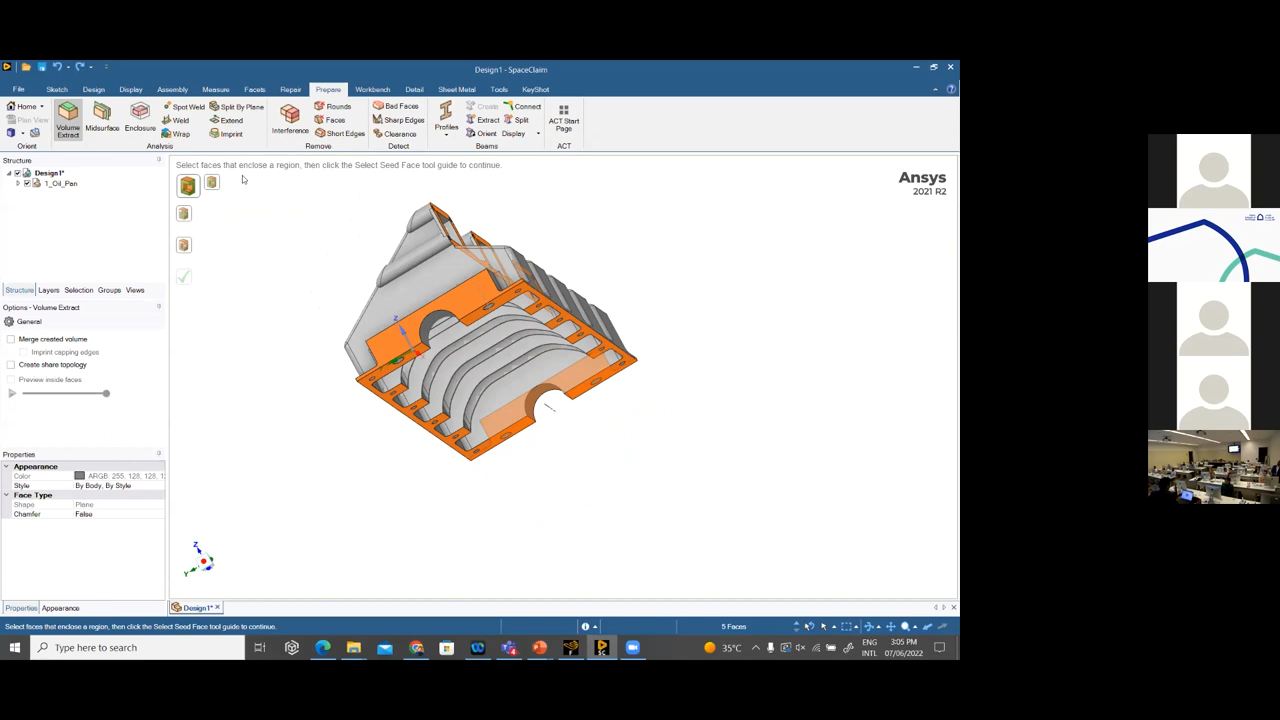 Design1 - SpaceClaim
File Sketch Design Display Assembly Measure Facets Repair Prepare Workbench Detail Sheet Metal Tools KeyShot
Home Spot Weld Split By Plane Rounds Bad Faces Create Connect
Plan View Weld Extend Faces Sharp Edges Extract Split
Volume Extract Midsurface Enclosure Wrap Imprint Interference Short Edges Clearance Profiles Orient Display ACT Start Page
Orient Analysis Remove Detect Beams ACT
Structure
Select faces that enclose a region, then click the Select Seed Face tool guide to continue.
Design1*
1_Oil_Pan
Ansys
2021 R2
Structure Layers Selection Groups Views
Options - Volume Extract
General
Merge created volume
Imprint capping edges
Create share topology
Preview inside faces
Z
Properties
Appearance
Color ARGB: 255, 128, 128, 12
Style By Body, By Style
Face Type
Shape Plane
Chamfer False
Z
Y
Properties Appearance
Design1*
Select faces that enclose a region, then click the Select Seed Face tool guide to continue.
5 Faces
Type here to search
35°C
ENG
INTL
3:05 PM
07/06/2022